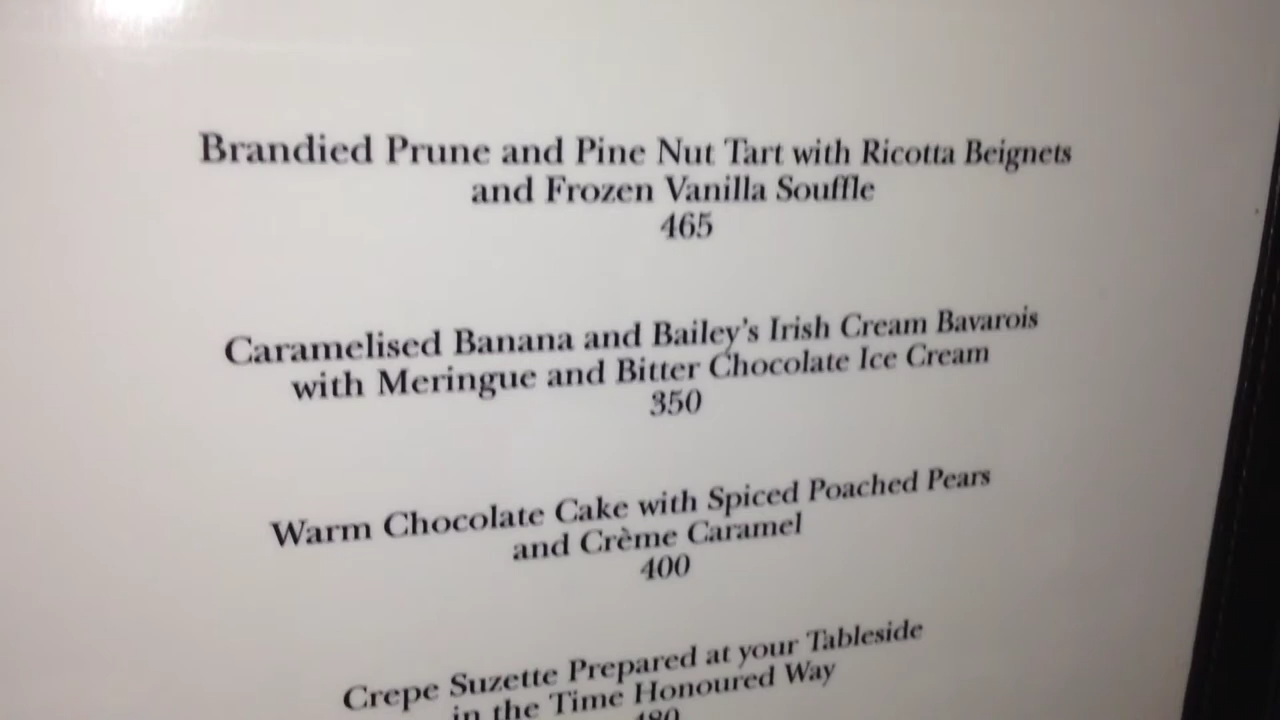 Brandied Prune and Pine Nut Tart with Ricotta Beignets
and Frozen Vanilla Souffle
465
Caramelised Banana and Bailey's Irish Cream Bavarois
with Meringue and Bitter Chocolate Ice Cream
350
Warm Chocolate Cake with Spiced Poached Pears
and Crème Caramel
400
Crepe Suzette Prepared at your Tableside
in the Time Honoured Way
480